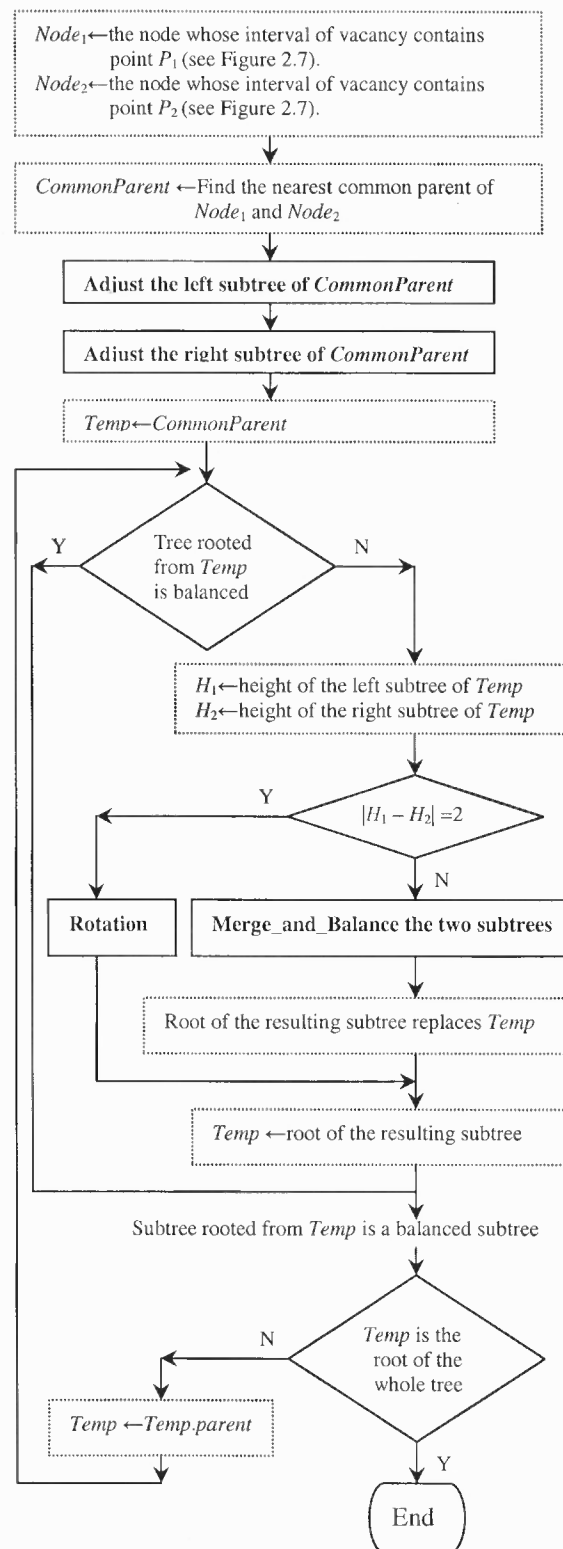 Node₁←the node whose interval of vacancy contains
point P₁ (see Figure 2.7).
Node₂←the node whose interval of vacancy contains
point P₂ (see Figure 2.7).
CommonParent ←Find the nearest common parent of
Node₁ and Node₂
Adjust the left subtree of CommonParent
Adjust the right subtree of CommonParent
Temp←CommonParent
Y
N
Tree rooted
from Temp
is balanced
H₁←height of the left subtree of Temp
H₂←height of the right subtree of Temp
Y
|H₁ – H₂| =2
N
Rotation
Merge_and_Balance the two subtrees
Root of the resulting subtree replaces Temp
Temp ←root of the resulting subtree
Subtree rooted from Temp is a balanced subtree
N
Temp is the
root of the
whole tree
Temp ←Temp.parent
Y
End